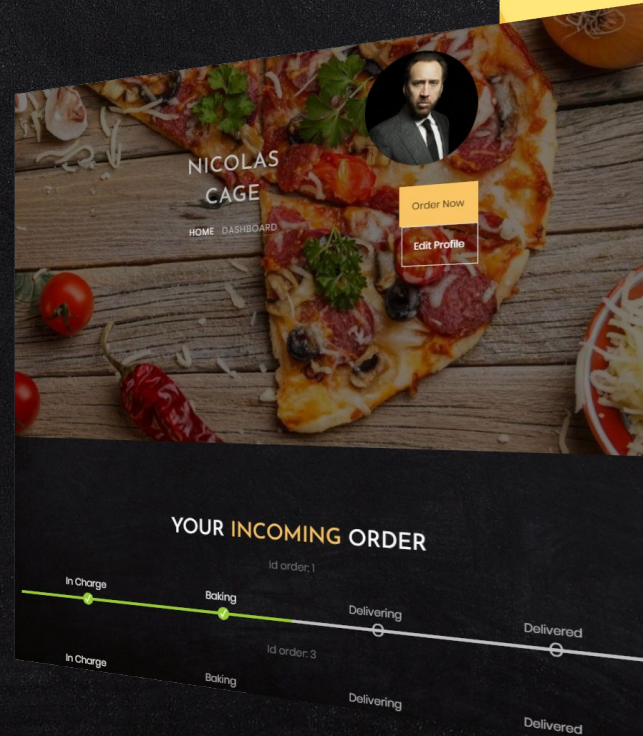 NICOLAS
CAGE
HOME DASHBOARD
Order Now
Edit Profile
YOUR INCOMING ORDER
Id order: 1
In Charge
Baking
Delivering
Delivered
Id order: 3
In Charge
Baking
Delivering
Delivered